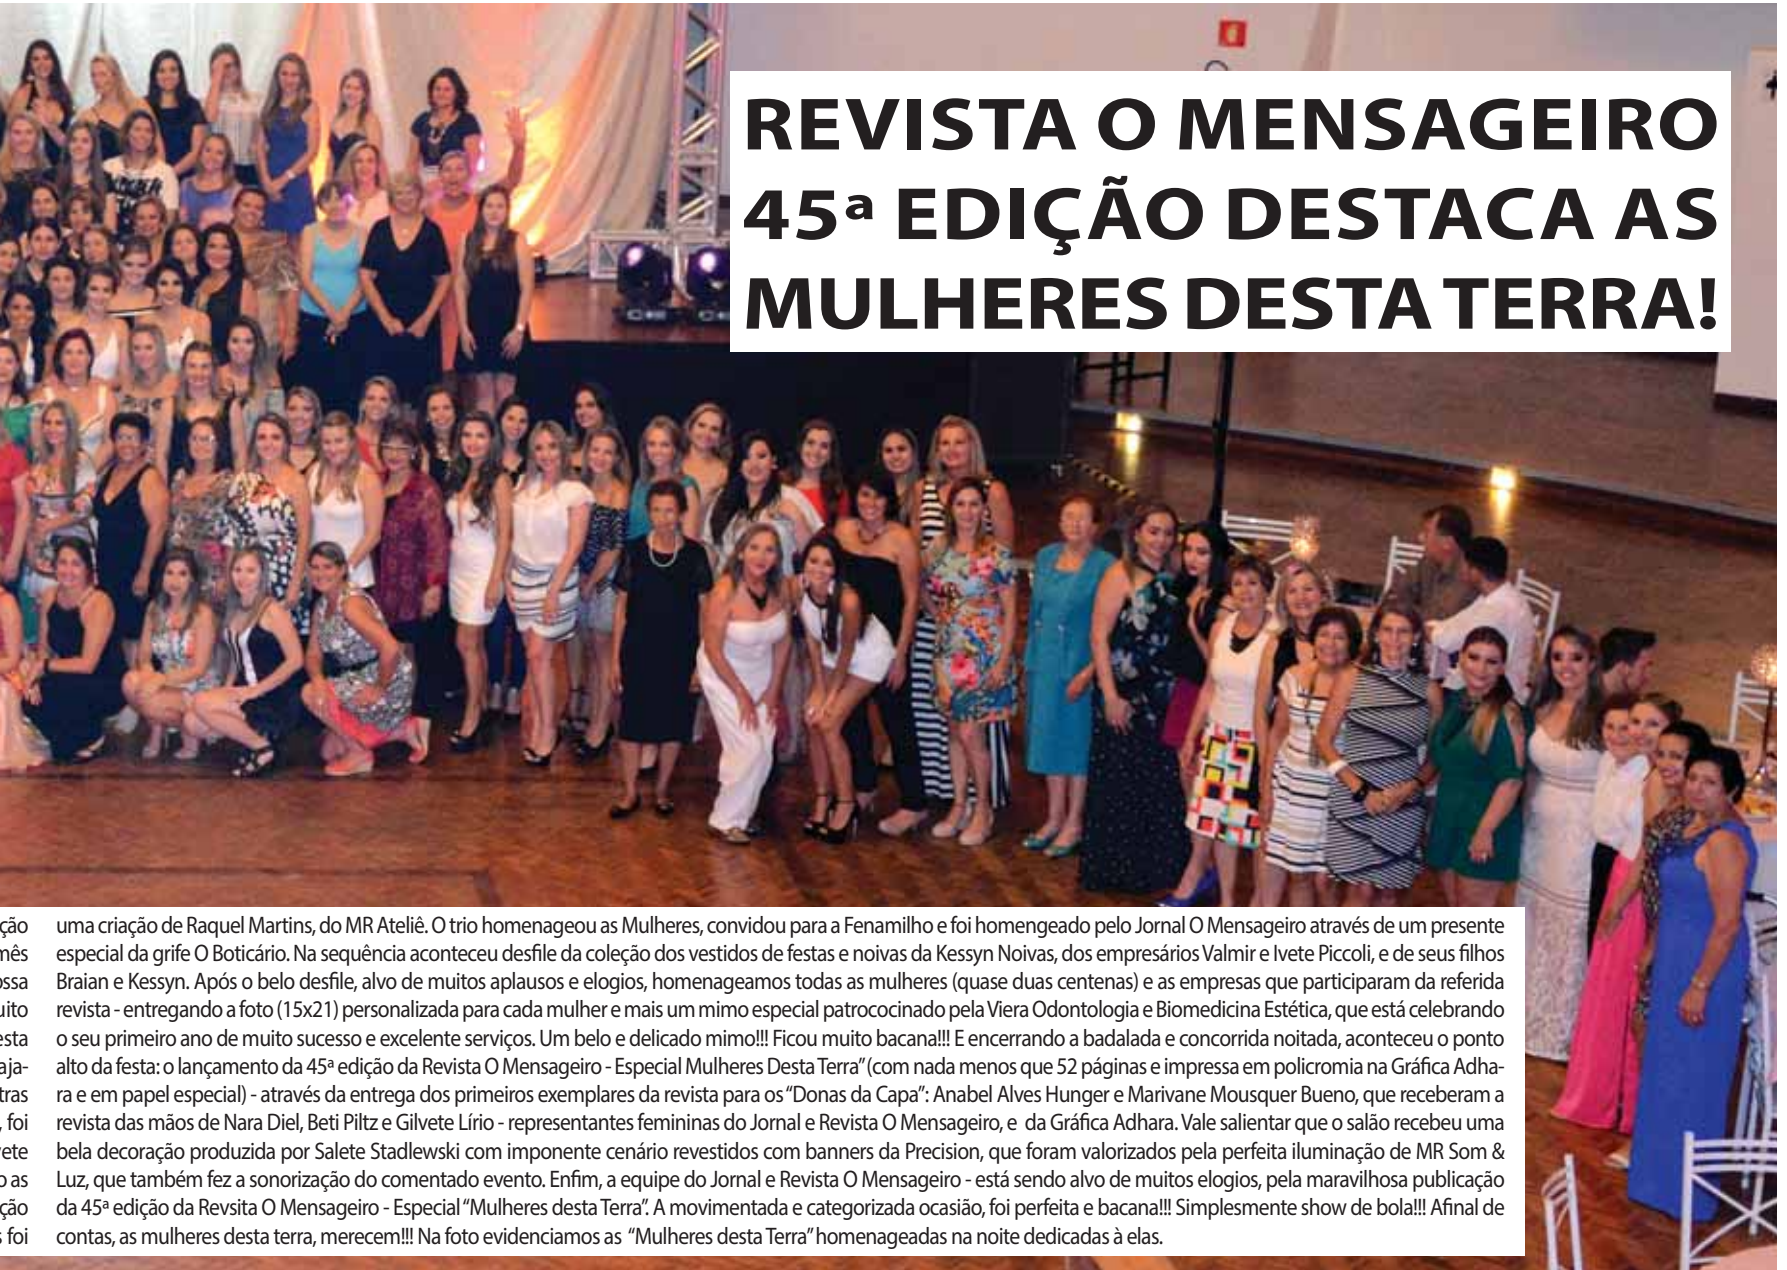 REVISTA O MENSAGEIRO
45ª EDIÇÃO DESTACA AS
MULHERES DESTA TERRA!
ção
mês
ossa
uito
esta
aja-
tras
, foi
ete
o as
ção
s foi
uma criação de Raquel Martins, do MR Ateliê. O trio homenageou as Mulheres, convidou para a Fenamilho e foi homengeado pelo Jornal O Mensageiro através de um presente
especial da grife O Boticário. Na sequência aconteceu desfile da coleção dos vestidos de festas e noivas da Kessyn Noivas, dos empresários Valmir e Ivete Piccoli, e de seus filhos
Braian e Kessyn. Após o belo desfile, alvo de muitos aplausos e elogios, homenageamos todas as mulheres (quase duas centenas) e as empresas que participaram da referida
revista - entregando a foto (15x21) personalizada para cada mulher e mais um mimo especial patrococinado pela Viera Odontologia e Biomedicina Estética, que está celebrando
o seu primeiro ano de muito sucesso e excelente serviços. Um belo e delicado mimo!!! Ficou muito bacana!!! E encerrando a badalada e concorrida noitada, aconteceu o ponto
alto da festa: o lançamento da 45ª edição da Revista O Mensageiro - Especial Mulheres Desta Terra” (com nada menos que 52 páginas e impressa em policromia na Gráfica Adha-
ra e em papel especial) - através da entrega dos primeiros exemplares da revista para os “Donas da Capa”: Anabel Alves Hunger e Marivane Mousquer Bueno, que receberam a
revista das mãos de Nara Diel, Beti Piltz e Gilvete Lírio - representantes femininas do Jornal e Revista O Mensageiro, e da Gráfica Adhara. Vale salientar que o salão recebeu uma
bela decoração produzida por Salete Stadlewski com imponente cenário revestidos com banners da Precision, que foram valorizados pela perfeita iluminação de MR Som &
Luz, que também fez a sonorização do comentado evento. Enfim, a equipe do Jornal e Revista O Mensageiro - está sendo alvo de muitos elogios, pela maravilhosa publicação
da 45ª edição da Revsita O Mensageiro - Especial “Mulheres desta Terra”. A movimentada e categorizada ocasião, foi perfeita e bacana!!! Simplesmente show de bola!!! Afinal de
contas, as mulheres desta terra, merecem!!! Na foto evidenciamos as “Mulheres desta Terra” homenageadas na noite dedicadas à elas.